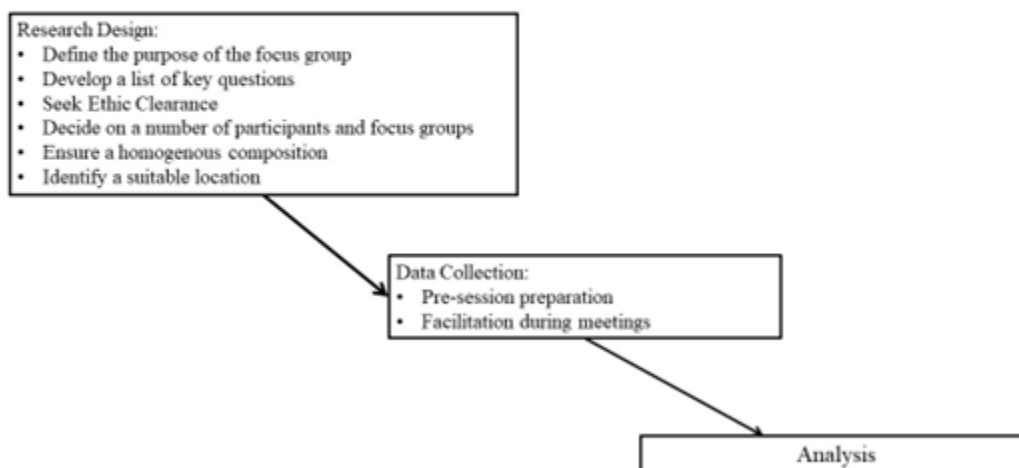 Research Design:
• Define the purpose of the focus group
• Develop a list of key questions
• Seek Ethic Clearance
• Decide on a number of participants and focus groups
• Ensure a homogenous composition
• Identify a suitable location
Data Collection:
• Pre-session preparation
• Facilitation during meetings
Analysis